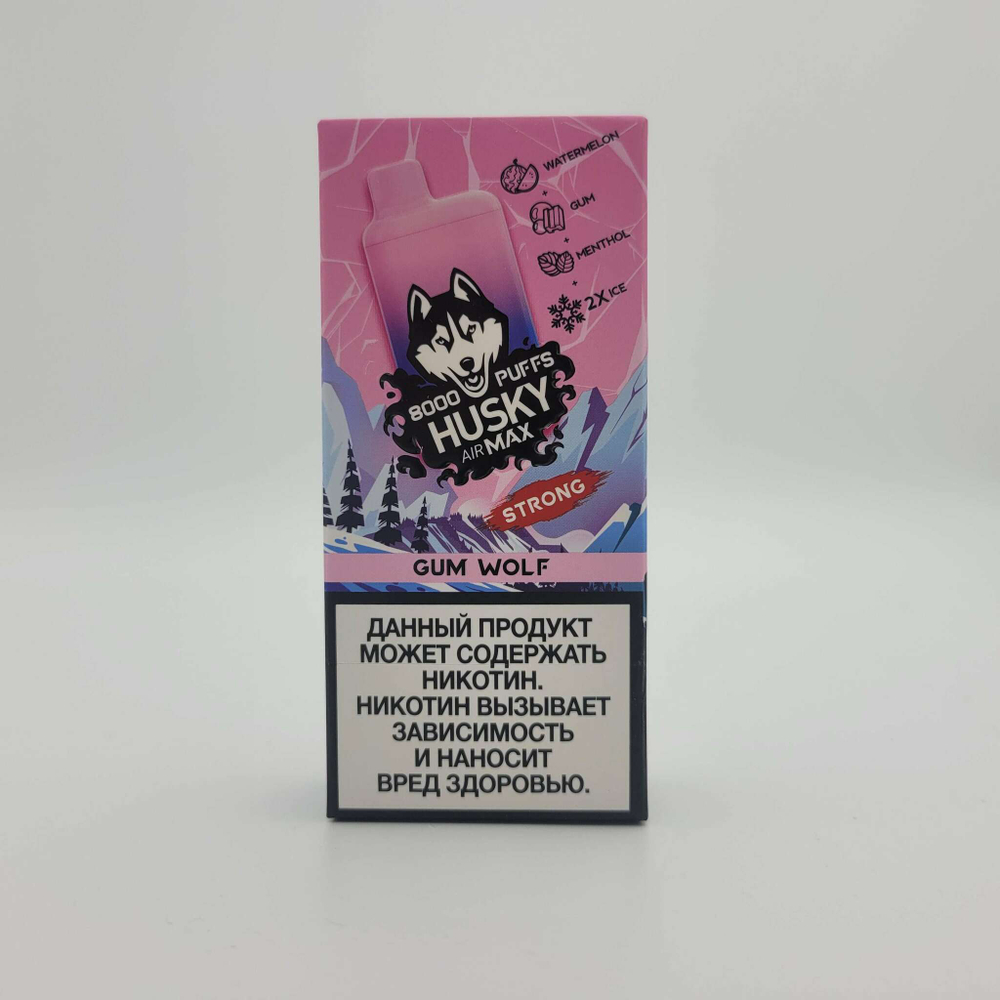 WATERMELON
+
GUM
+
MENTHOL
+
2X ICE
8000 PUFFS
HUSKY
AIR MAX
STRONG
GUM WOLF
ДАННЫЙ ПРОДУКТ
МОЖЕТ СОДЕРЖАТЬ
НИКОТИН.
НИКОТИН ВЫЗЫВАЕТ
ЗАВИСИМОСТЬ
И НАНОСИТ
ВРЕД ЗДОРОВЬЮ.